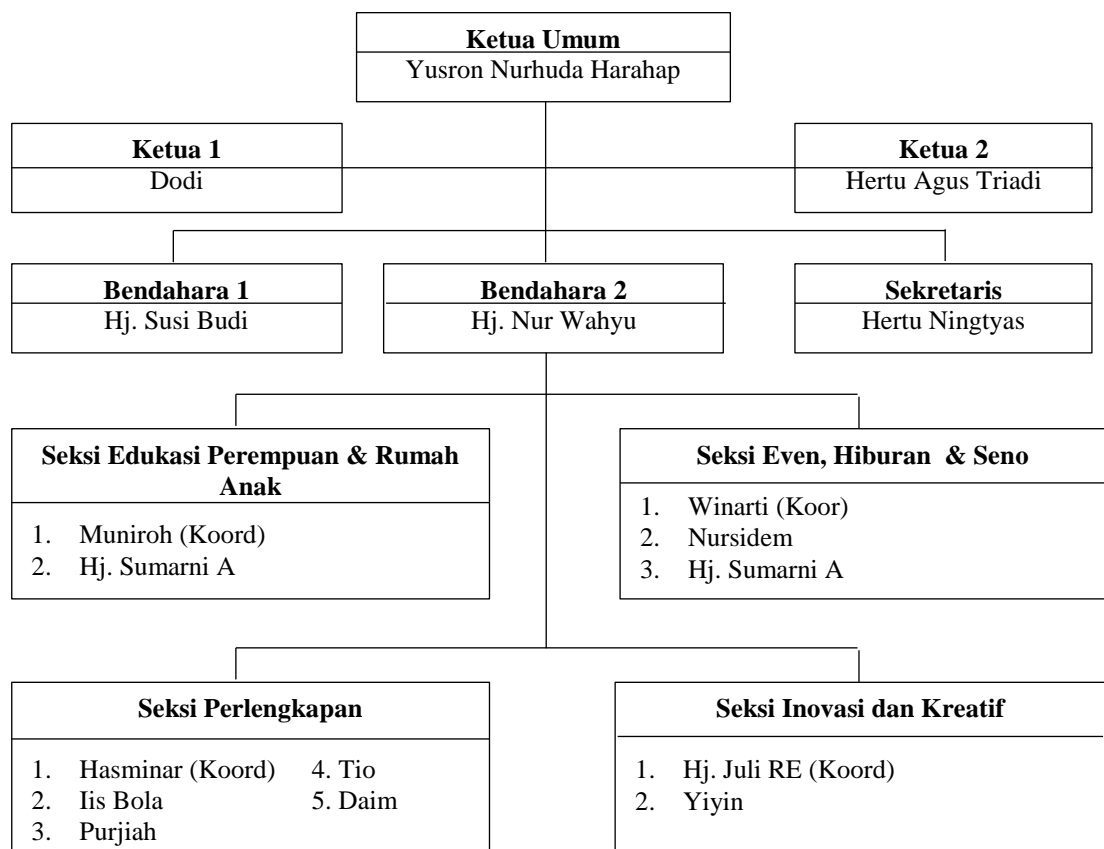 Ketua Umum
Yusron Nurhuda Harahap
Ketua 1
Dodi
Ketua 2
Hertu Agus Triadi
Bendahara 1
Hj. Susi Budi
Bendahara 2
Hj. Nur Wahyu
Sekretaris
Hertu Ningtyas
Seksi Edukasi Perempuan & Rumah
Anak
1. Muniroh (Koord)
2. Hj. Sumarni A
Seksi Even, Hiburan & Seno
1. Winarti (Koor)
2. Nursidem
3. Hj. Sumarni A
Seksi Perlengkapan
1. Hasminar (Koord) 4. Tio
2. Iis Bola 5. Daim
3. Purjiah
Seksi Inovasi dan Kreatif
1. Hj. Juli RE (Koord)
2. Yiyin